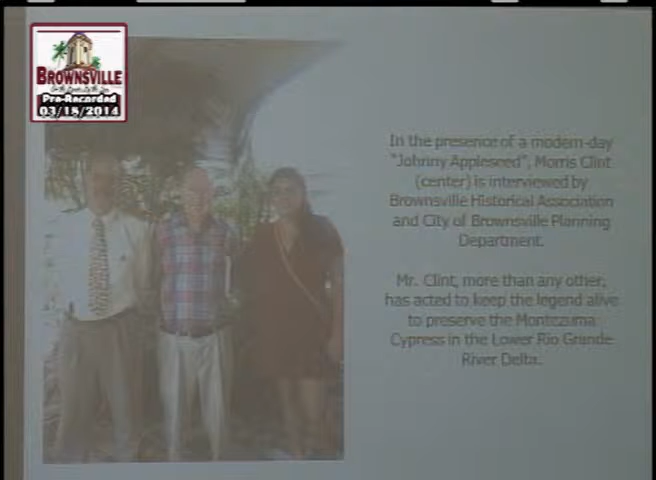 BROWNSVILLE
Pre-Recorded
03/18/2014
In the presence of a modern-day
"Johnny Appleseed", Morris Clint
(center) is interviewed by
Brownsville Historical Association
and City of Brownsville Planning
Department.
Mr. Clint, more than any other,
has acted to keep the legend alive
to preserve the Montezuma
Cypress in the Lower Rio Grande
River Delta.